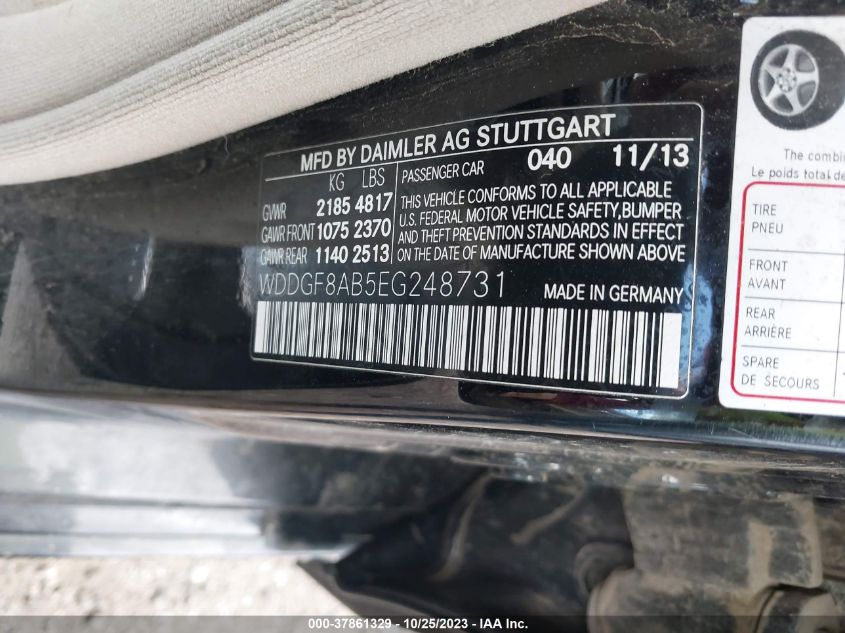 MFD BY DAIMLER AG STUTTGART
KG LBS PASSENGER CAR 040 11/13
GVWR 2185 4817
GAWR FRONT 1075 2370
GAWR REAR 1140 2513
THIS VEHICLE CONFORMS TO ALL APPLICABLE
U.S. FEDERAL MOTOR VEHICLE SAFETY, BUMPER
AND THEFT PREVENTION STANDARDS IN EFFECT
ON DATE OF MANUFACTURE SHOWN ABOVE
WDDGF8AB5EG248731 MADE IN GERMANY
The combin
Le poids total de
TIRE
PNEU
FRONT
AVANT
REAR
ARRIÈRE
SPARE
DE SECOURS
000-37861329 / 10/25/2023 - IAA Inc.